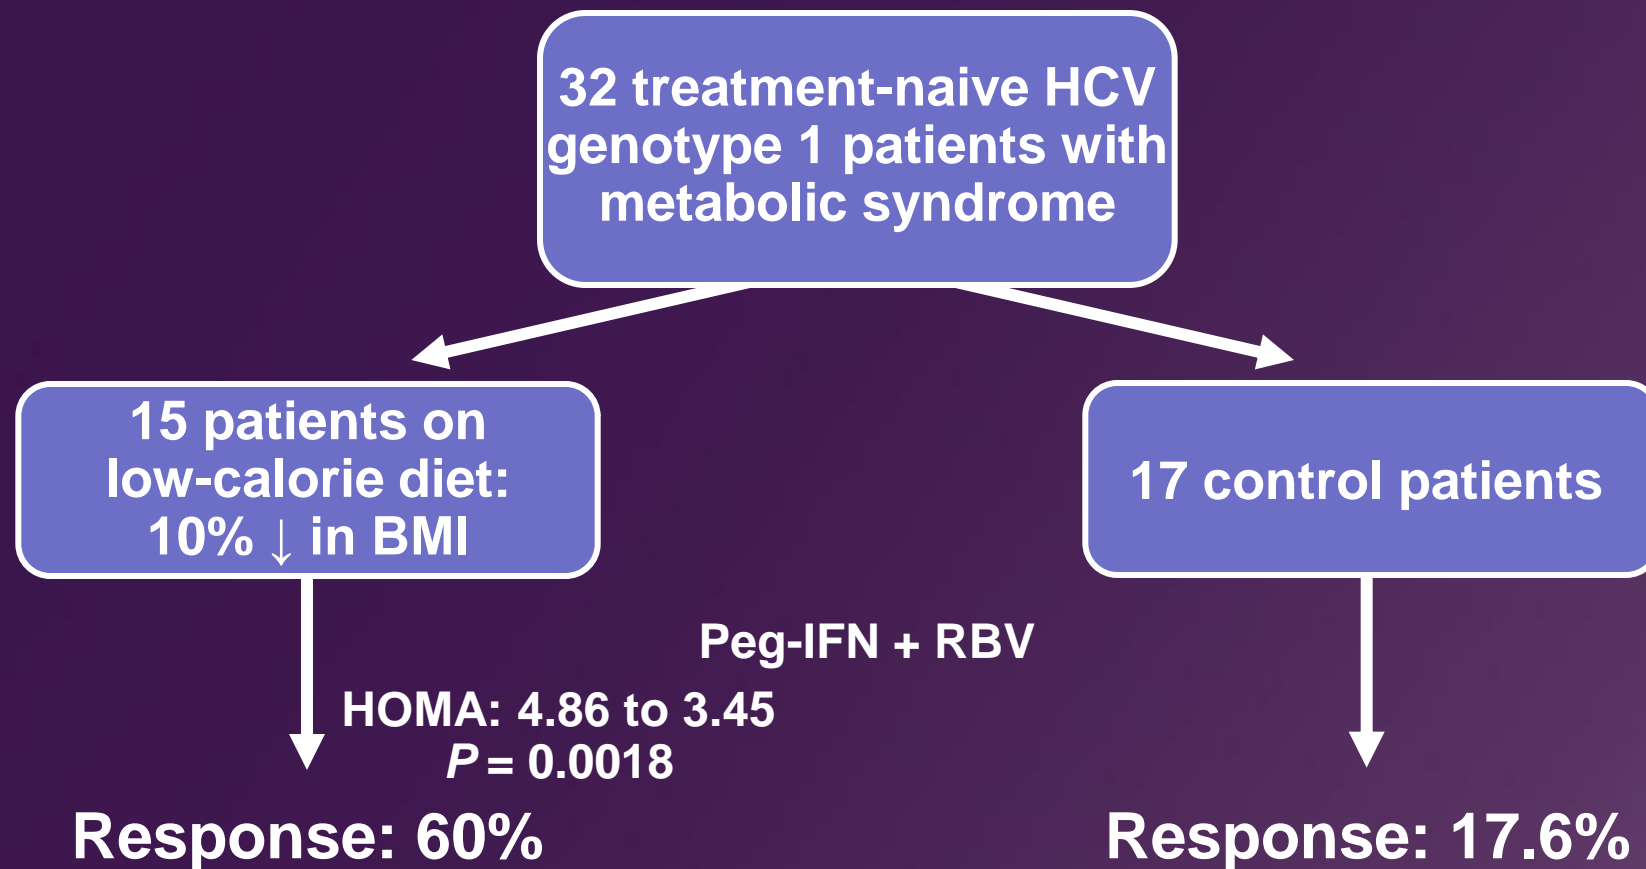 32 treatment-naive HCV
genotype 1 patients with
metabolic syndrome
15 patients on
low-calorie diet:
10% ↓ in BMI
17 control patients
Peg-IFN + RBV
HOMA: 4.86 to 3.45
P = 0.0018
Response: 60%
Response: 17.6%